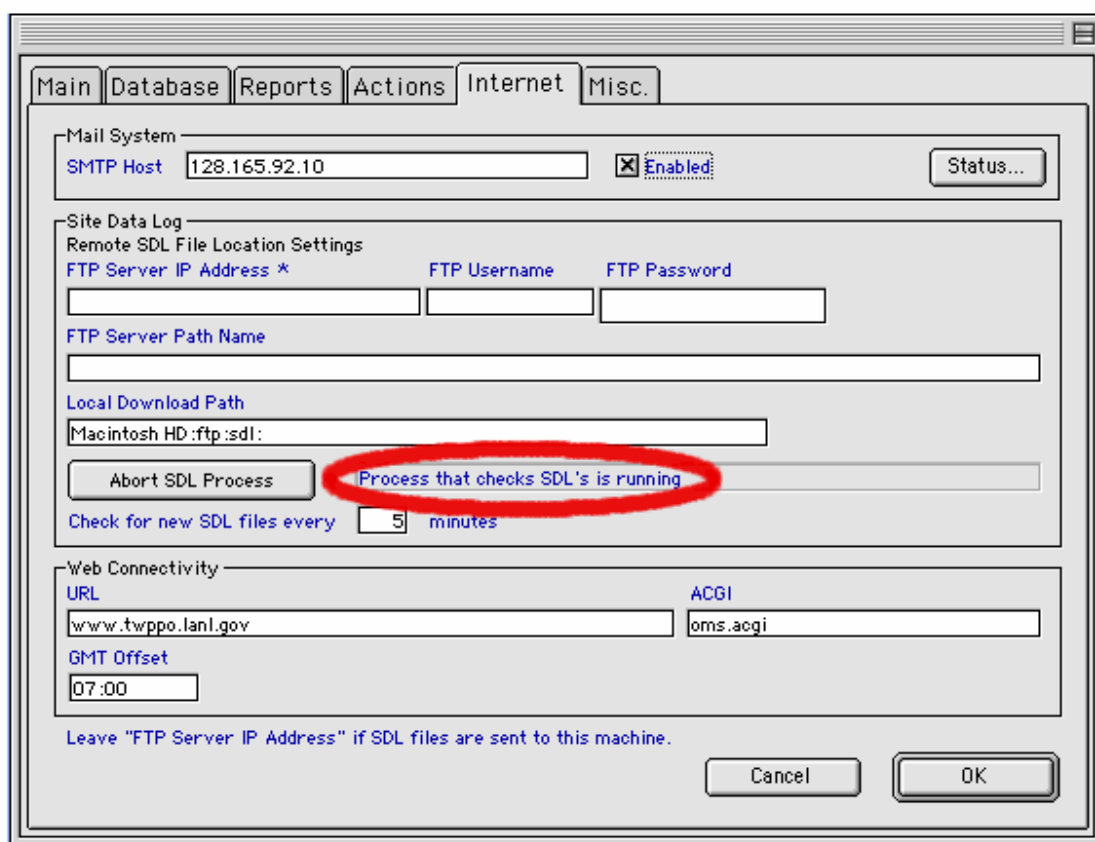 Main Database Reports Actions Internet Misc.
Mail System
SMTP Host 128.165.92.10 Enabled Status...
Site Data Log
Remote SDL File Location Settings
FTP Server IP Address * FTP Username FTP Password
FTP Server Path Name
Local Download Path
Macintosh HD:ftp:sdl:
Abort SDL Process Process that checks SDL's is running
Check for new SDL files every 5 minutes
Web Connectivity
URL ACGI
www.twppo.lanl.gov oms.acgi
GMT Offset
07:00
Leave "FTP Server IP Address" if SDL files are sent to this machine.
Cancel OK